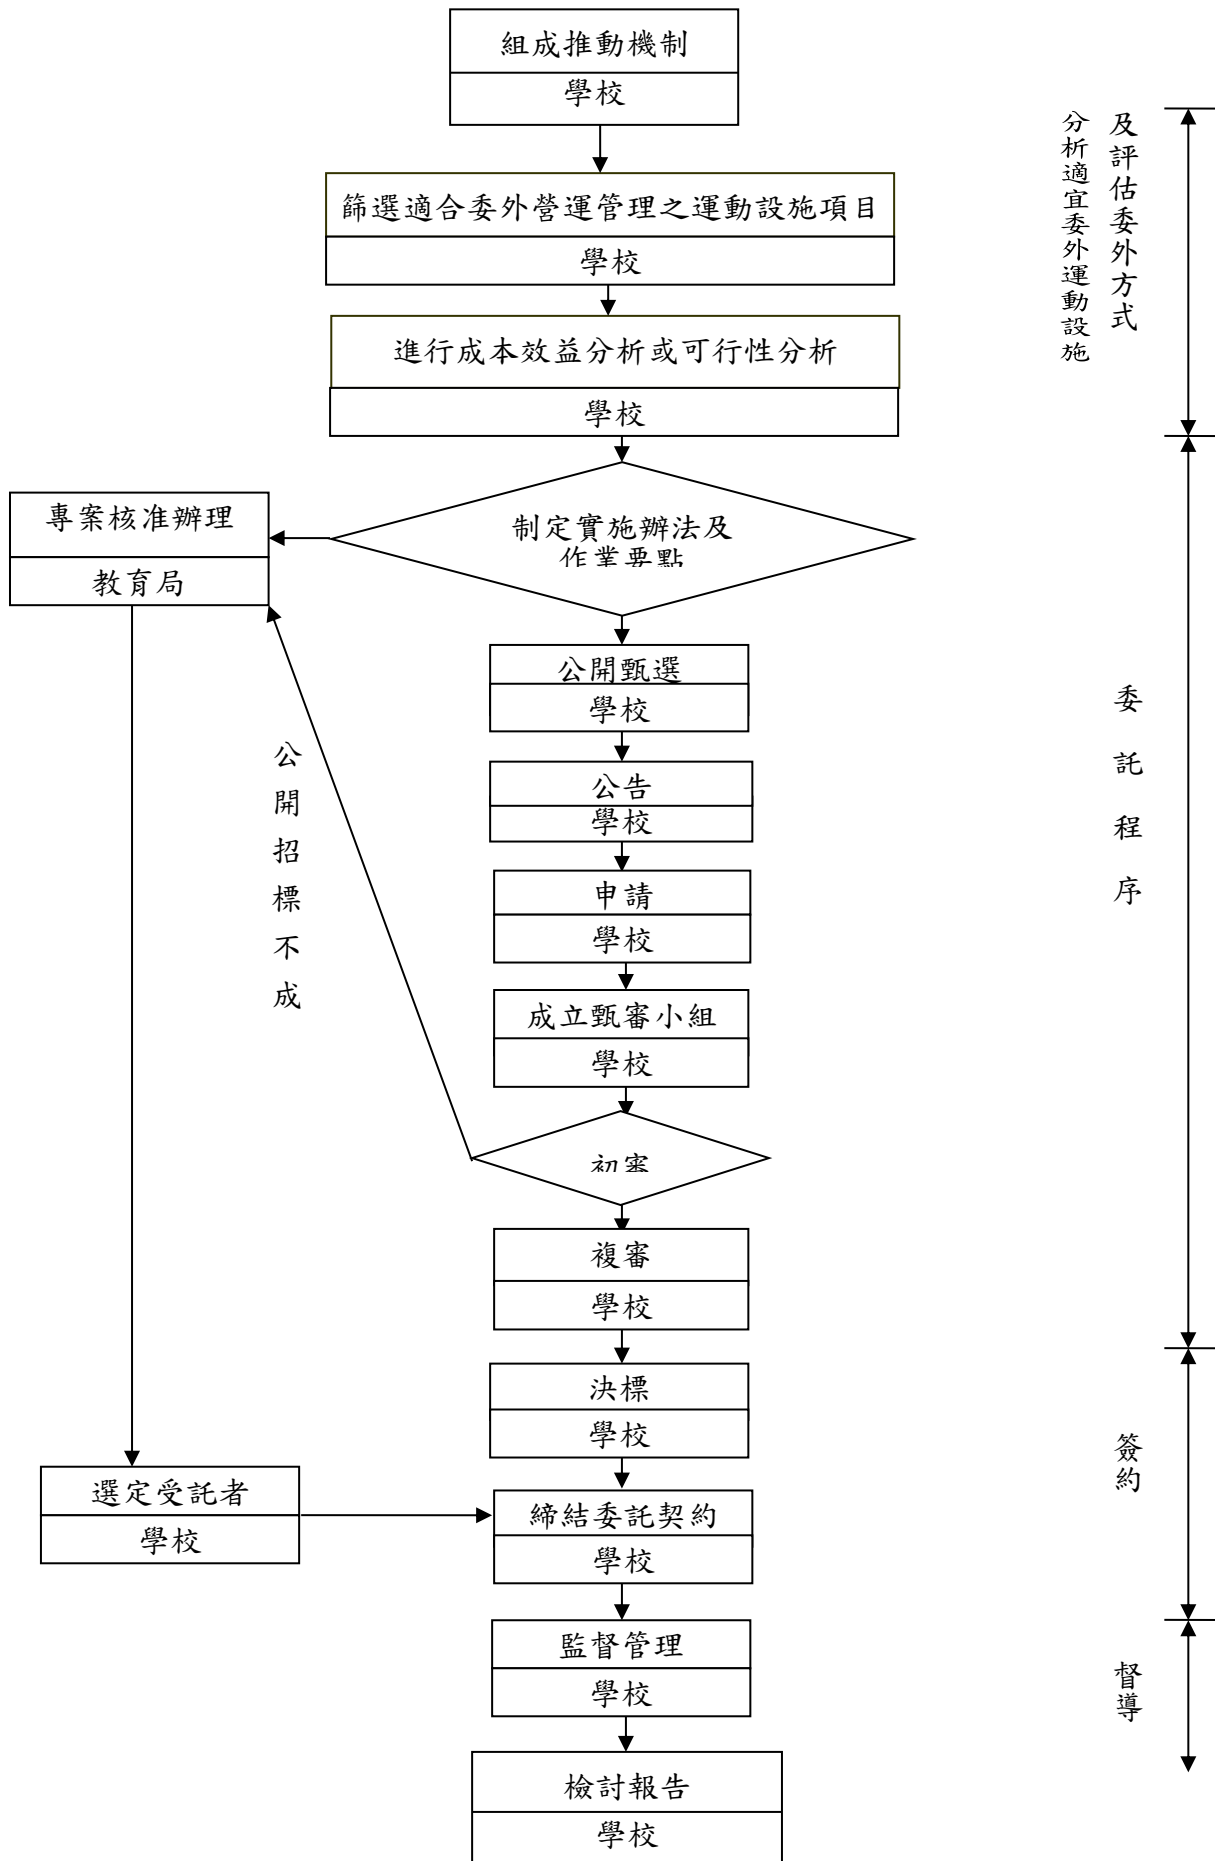 組成推動機制
學校
篩選適合委外營運管理之運動設施項目
學校
進行成本效益分析或可行性分析
學校
分析適宜委外運動設施
及評估委外方式
制定實施辦法及
作業要點
專案核准辦理
教育局
公開甄選
學校
公告
學校
申請
學校
成立甄審小組
學校
公開招標不成
初審
複審
學校
委託程序
決標
學校
選定受託者
學校
締結委託契約
學校
簽約
監督管理
學校
督導
檢討報告
學校